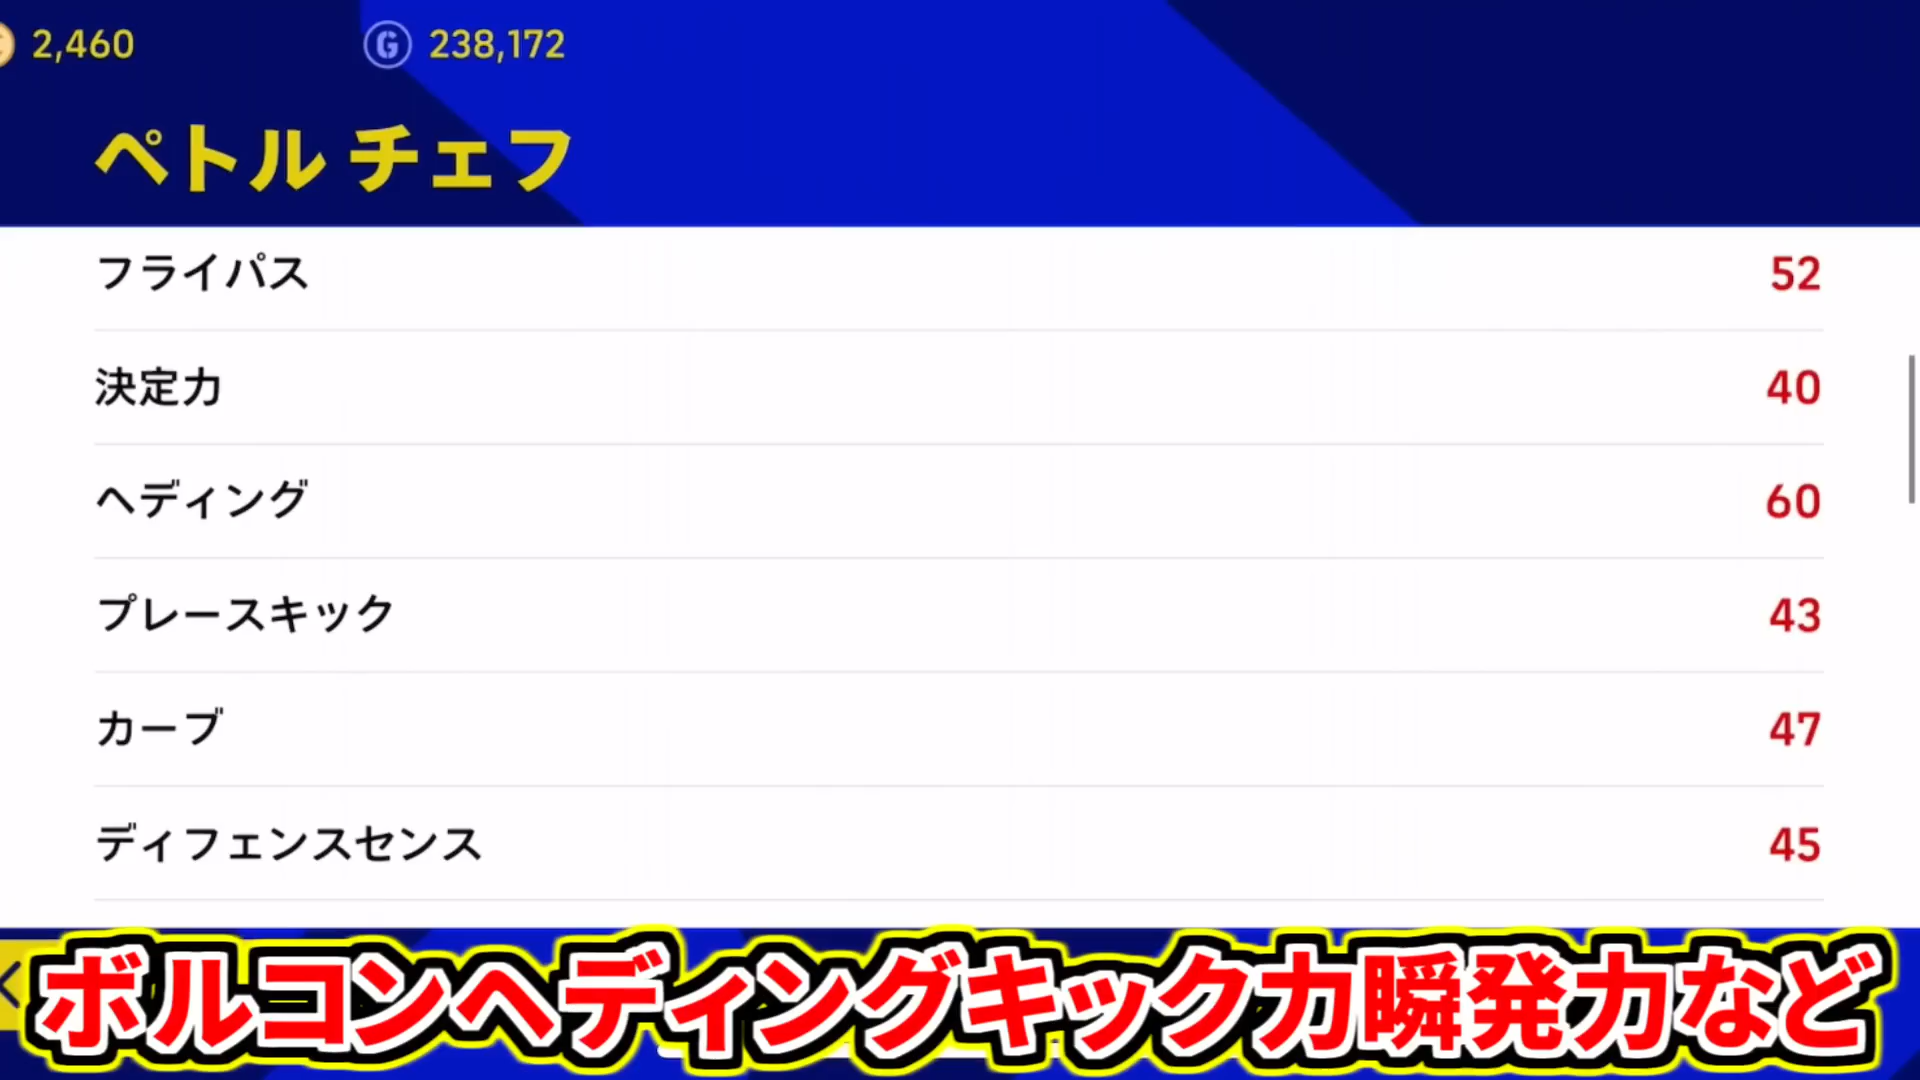 2,460
G 238,172
ペトル チェフ
フライパス 52
決定力 40
ヘディング 60
プレースキック 43
カーブ 47
ディフェンスセンス 45
ボルコンヘディングキック力瞬発力など